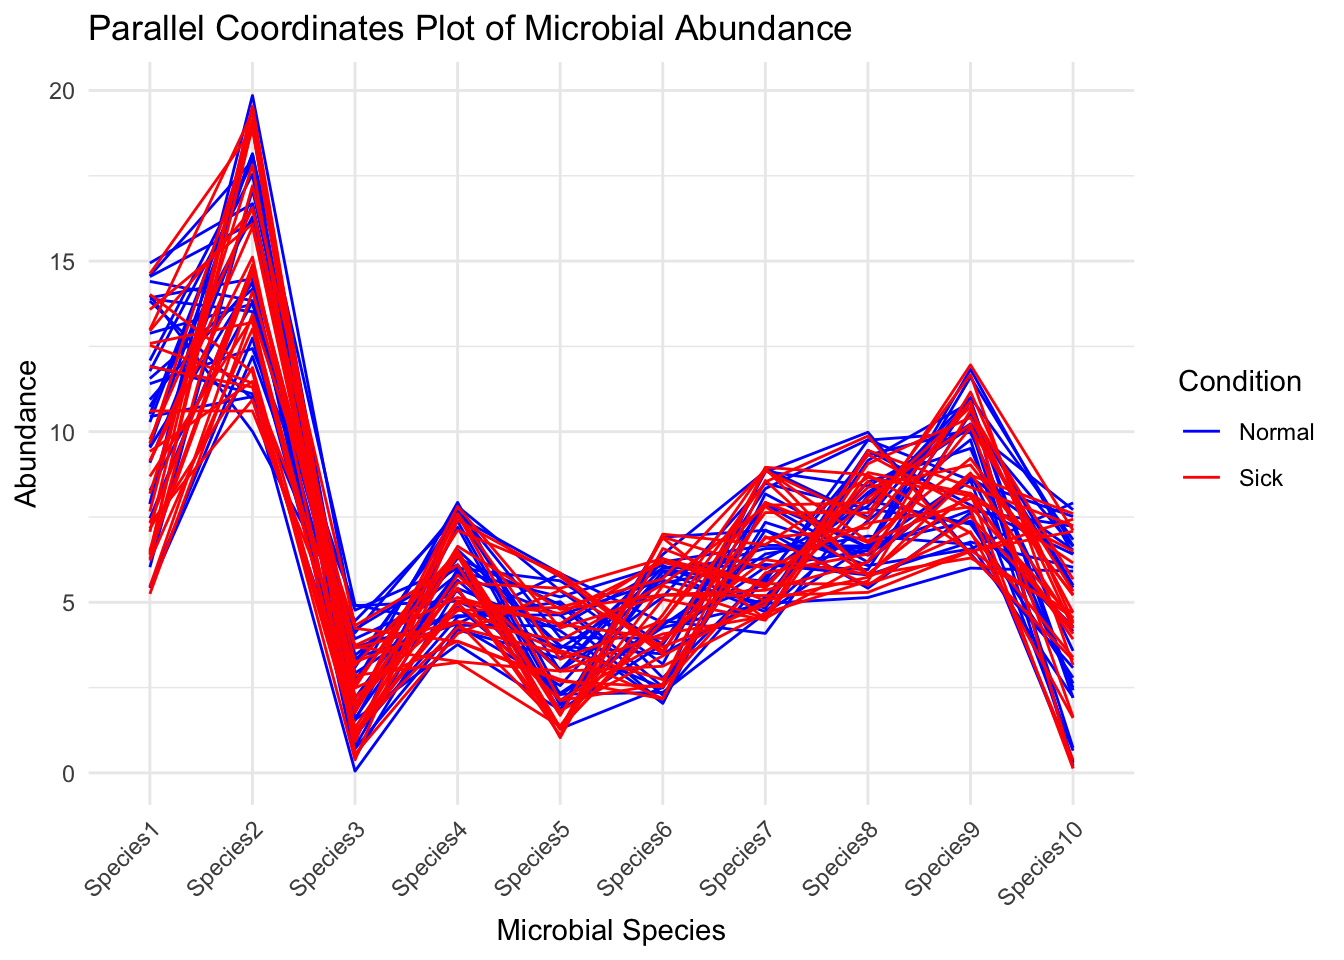 Parallel Coordinates Plot of Microbial Abundance
20
15
10
5
0
Abundance
Species1
Species2
Species3
Species4
Species5
Species6
Species7
Species8
Species9
Species10
Microbial Species
Condition
Normal
Sick